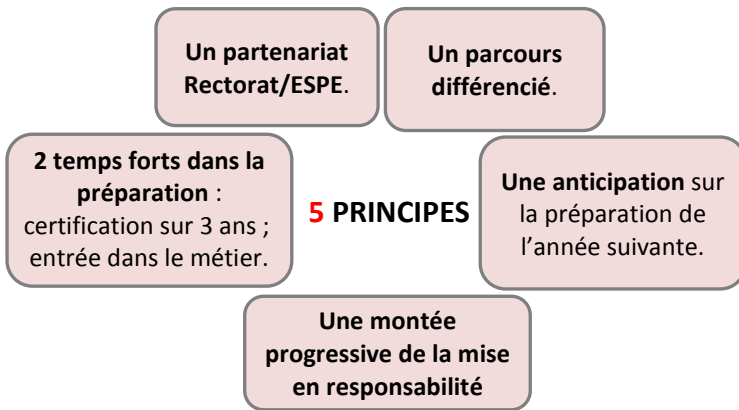 Un partenariat
Rectorat/ESPE.
Un parcours
différencié.
2 temps forts dans la
préparation :
certification sur 3 ans ;
entrée dans le métier.
5 PRINCIPES
Une anticipation sur
la préparation de
l’année suivante.
Une montée
progressive de la mise
en responsabilité